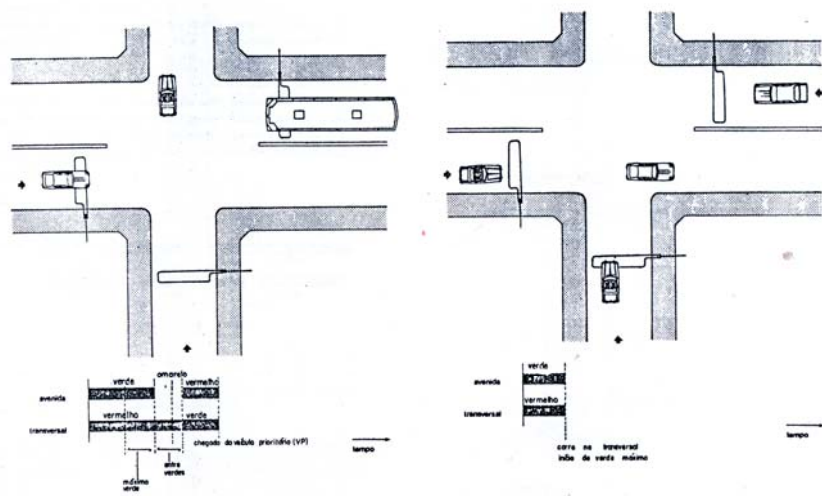 verde
amarelo
vermelho
avenida
vermelho
verde
transversal
chegada do veículo prioritário (VP)
tempo
máximo
verde
entre
verdes
verde
avenida
vermelho
transversal
tempo
carro na transversal
início de verde máximo